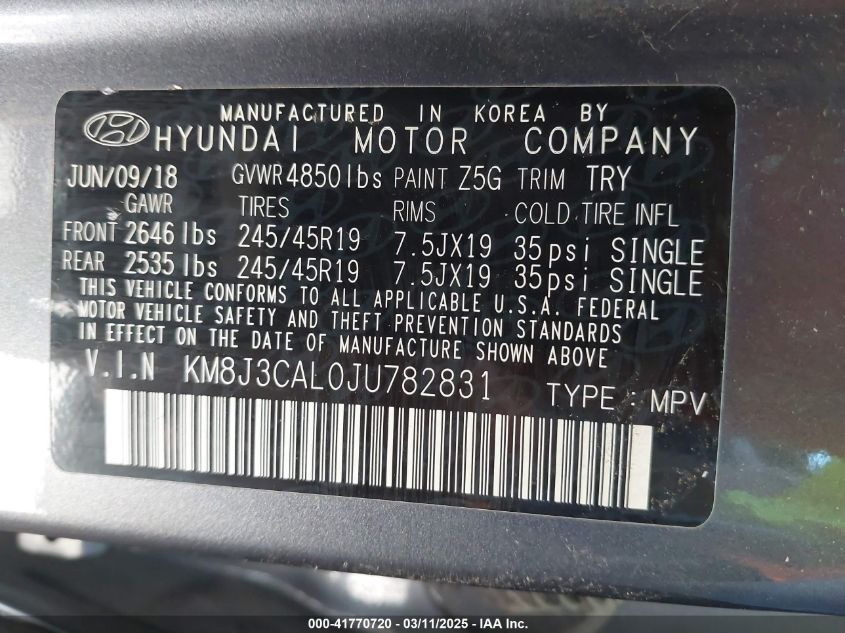 MANUFACTURED IN KOREA BY
HYUNDAI MOTOR COMPANY
JUN/09/18 GVWR 4850 lbs PAINT Z5G TRIM TRY
GAWR TIRES RIMS COLD TIRE INFL
FRONT 2646 lbs 245/45R19 7.5JX19 35psi SINGLE
REAR 2535 lbs 245/45R19 7.5JX19 35psi SINGLE
THIS VEHICLE CONFORMS TO ALL APPLICABLE U.S.A. FEDERAL
MOTOR VEHICLE SAFETY AND THEFT PREVENTION STANDARDS
IN EFFECT ON THE DATE OF MANUFACTURE SHOWN ABOVE
V.I.N KM8J3CAL0JU782831 TYPE : MPV
000-41770720 — 03/11/2025 — IAA Inc.